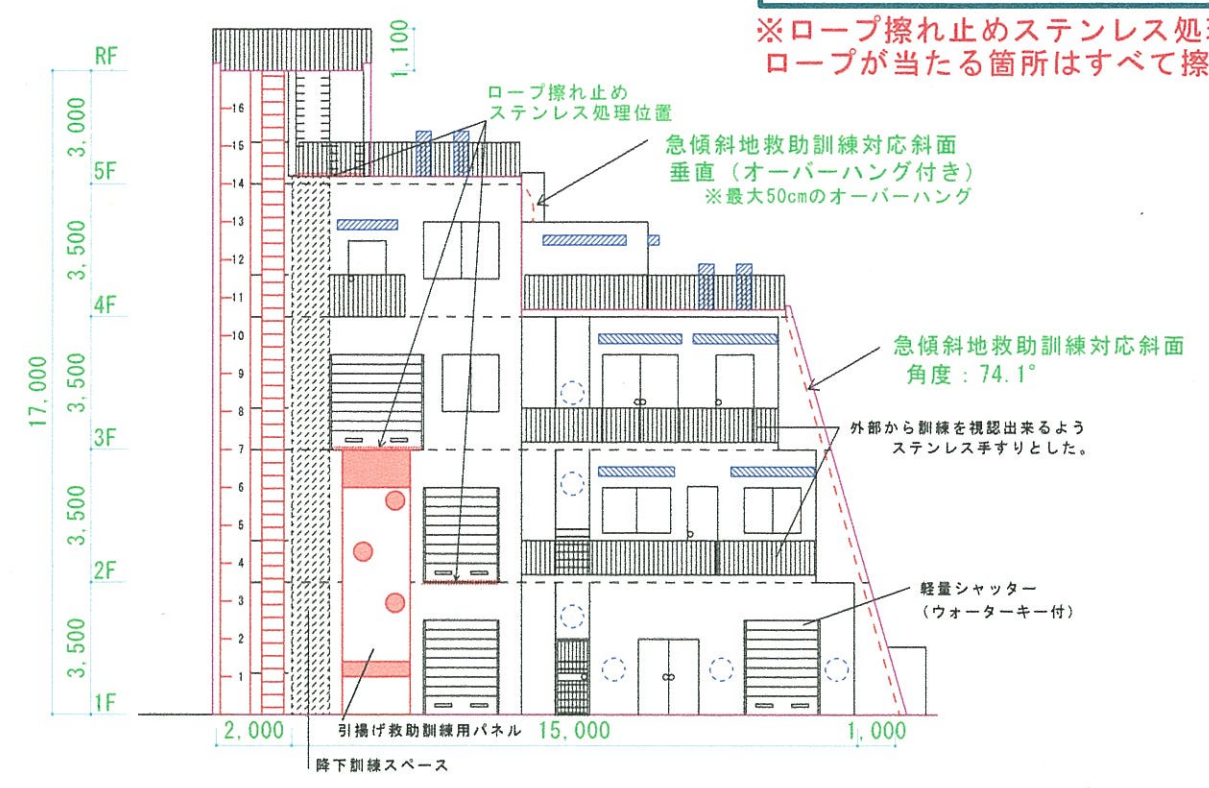 ※ロープ擦れ止めステンレス処
ロープが当たる箇所はすべて擦
RF
1,100
ロープ擦れ止め
ステンレス処理位置
急傾斜地救助訓練対応斜面
垂直(オーバーハング付き)
※最大50cmのオーバーハング
3,000
5F
3,500
4F
急傾斜地救助訓練対応斜面
角度:74.1°
17,000
3,500
3F
外部から訓練を視認出来るよう
ステンレス手すりとした。
3,500
2F
軽量シャッター
(ウォーターキー付)
3,500
1F
16
15
14
13
12
11
10
9
8
7
6
5
4
3
2
1
2,000
引揚げ救助訓練用パネル
15,000
1,000
降下訓練スペース